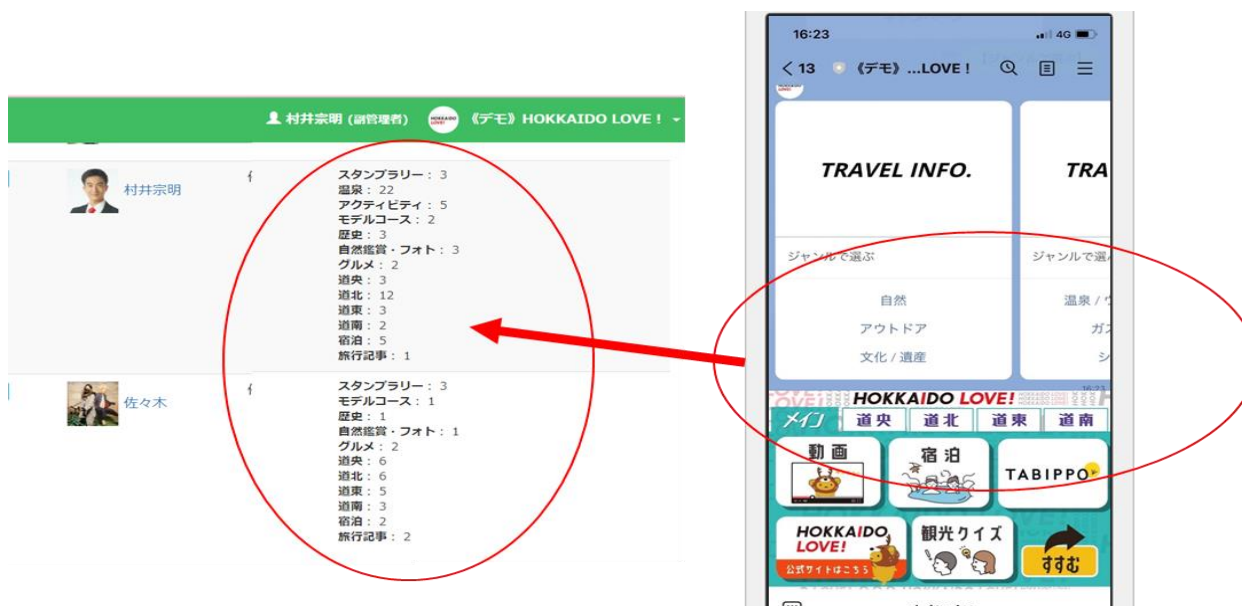 村井宗明 (副管理者)
HOKKAIDO LOVE!
《デモ》 HOKKAIDO LOVE !
村井宗明
スタンプラリー : 3
温泉 : 22
アクティビティ : 5
モデルコース : 2
歴史 : 3
自然鑑賞・フォト : 3
グルメ : 2
道央 : 3
道北 : 12
道東 : 3
道南 : 2
宿泊 : 5
旅行記事 : 1
佐々木
スタンプラリー : 3
モデルコース : 1
歴史 : 1
自然鑑賞・フォト : 1
グルメ : 2
道央 : 6
道北 : 6
道東 : 5
道南 : 3
宿泊 : 2
旅行記事 : 2
16:23
4G
13 《デモ》...LOVE !
TRAVEL INFO.
TRA
ジャンルで選ぶ
ジャンルで選
自然
温泉 /
アウトドア
ガ
文化 / 遺産
シ
16:23
HOKKAIDO LOVE!
メイン 道央 道北 道東 道南
動画
宿泊
TABIPPO
HOKKAIDO
LOVE!
公式サイトはこちら
観光クイズ
すすむ